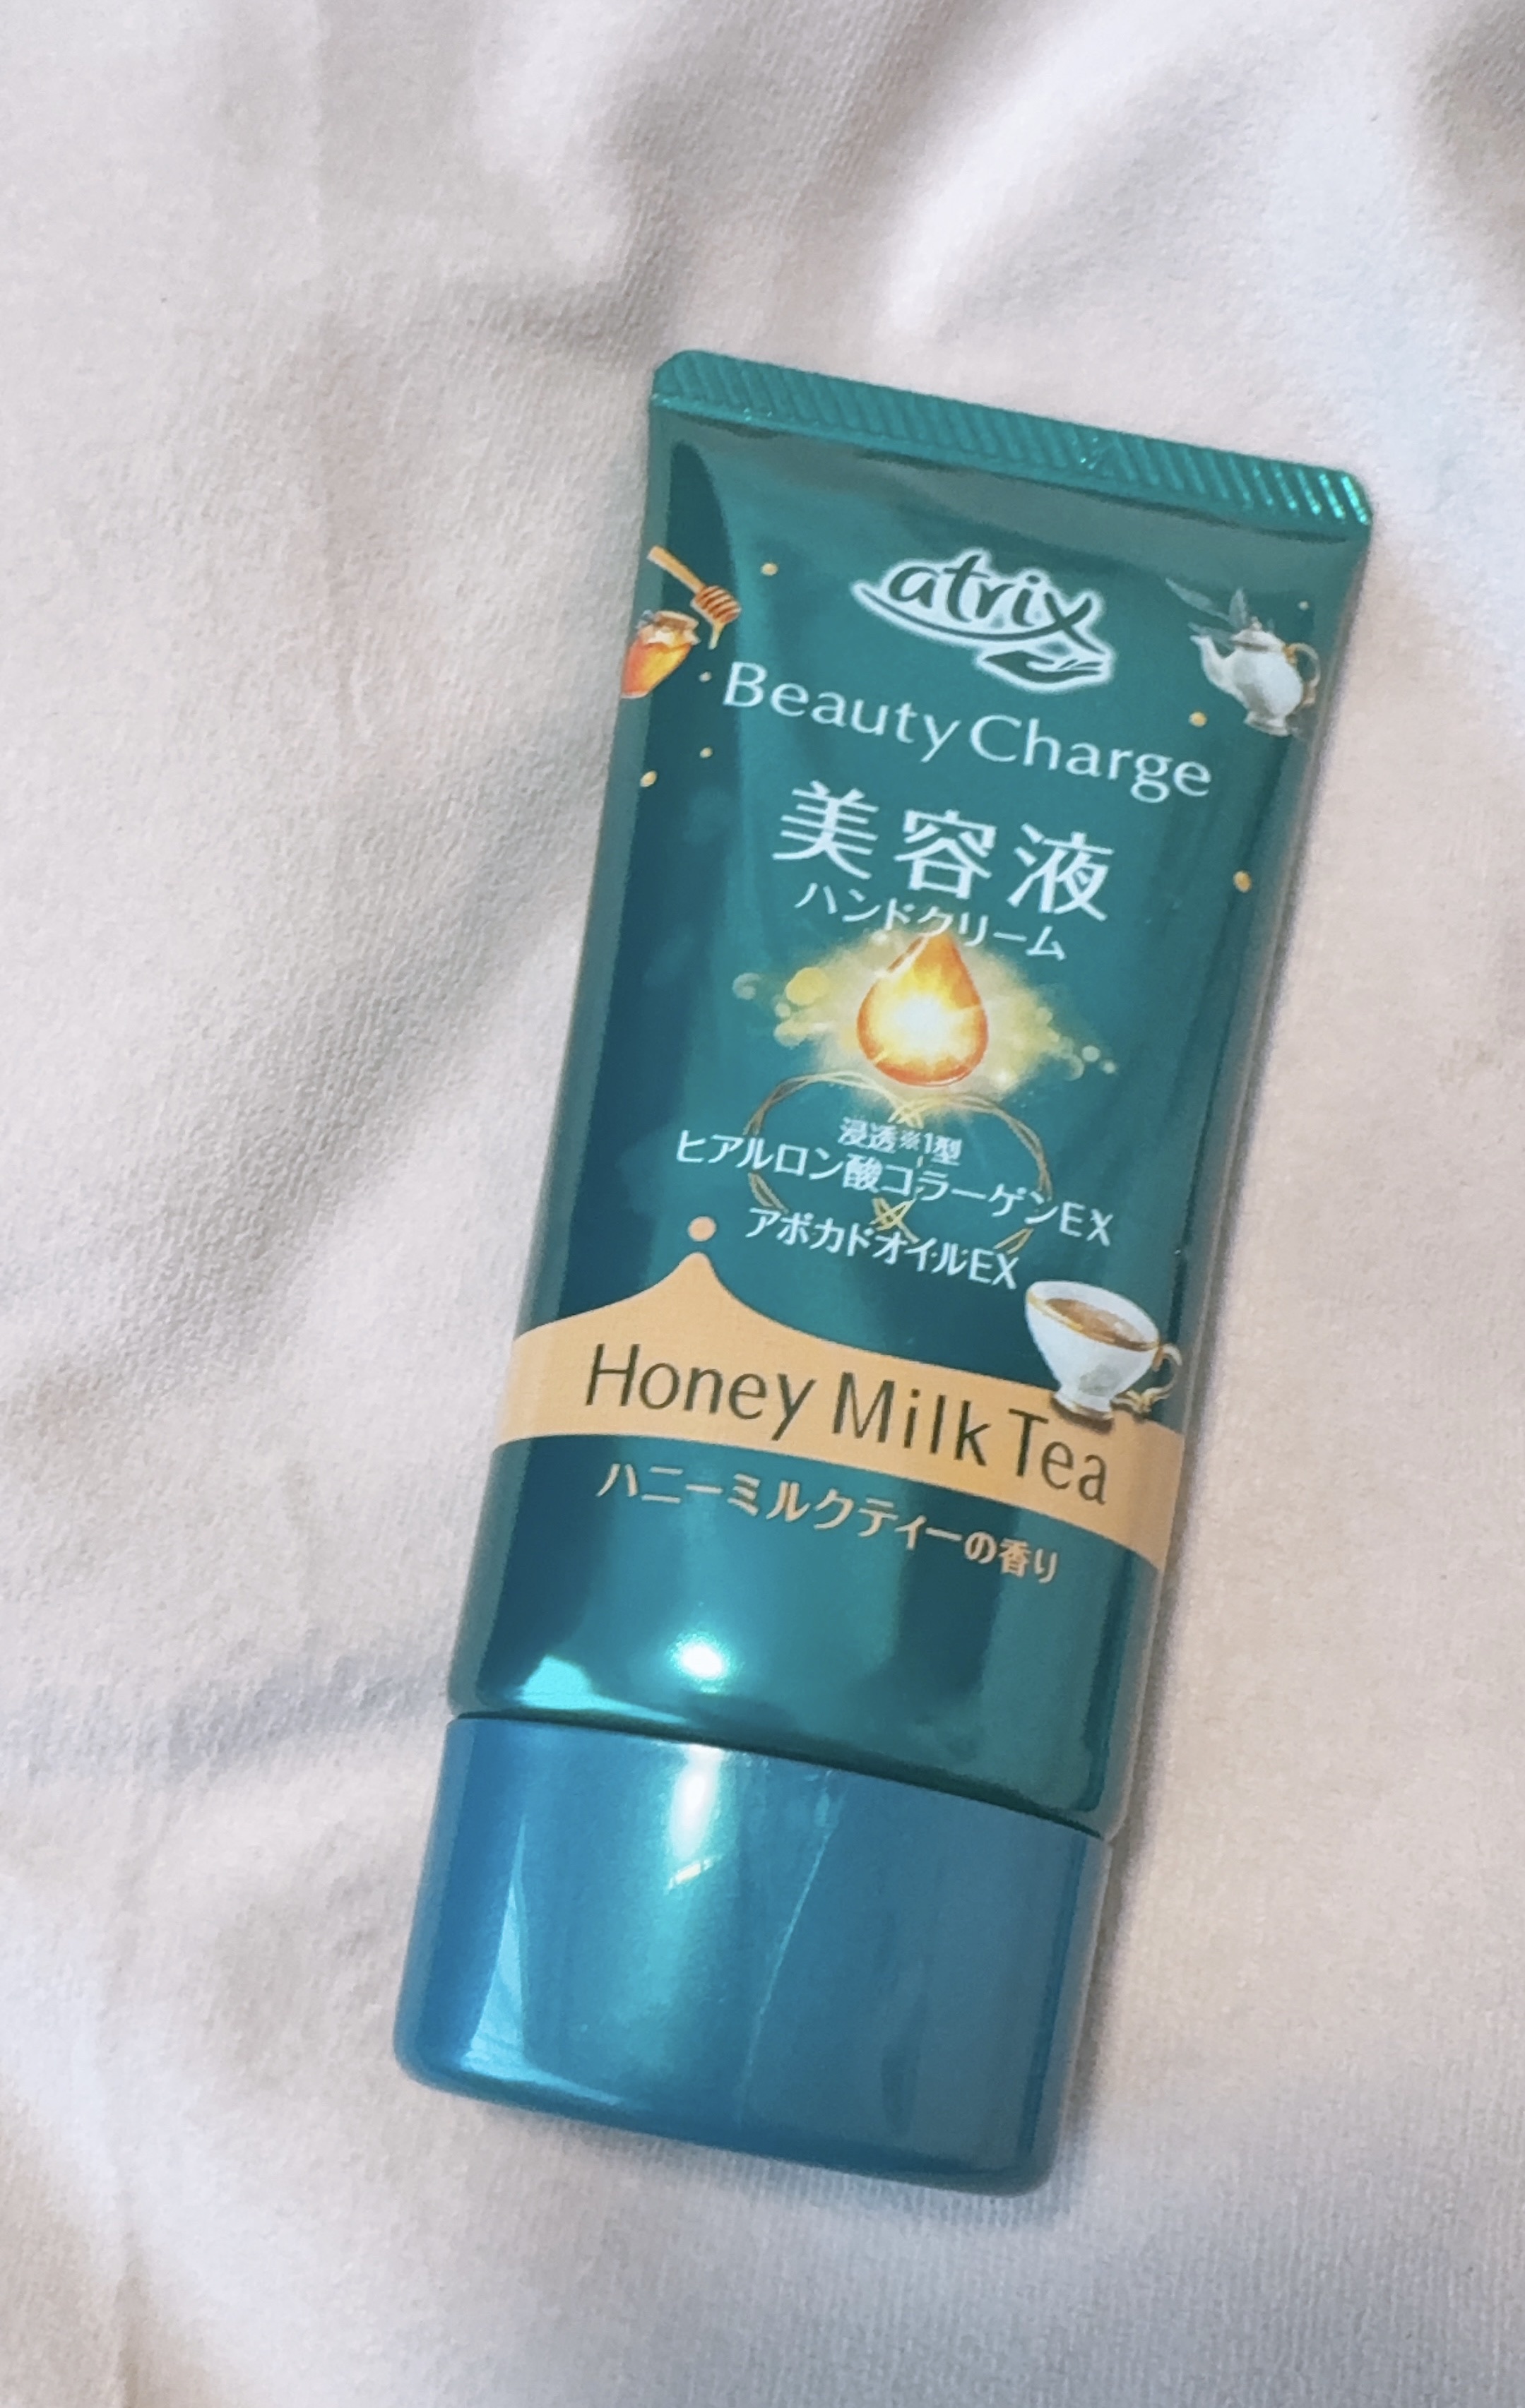 atrix
Beauty Charge
美容液
ハンドクリーム
浸透※1型
ヒアルロン酸コラーゲンEX
×
アボカドオイルEX
Honey Milk Tea
ハニーミルクティーの香り